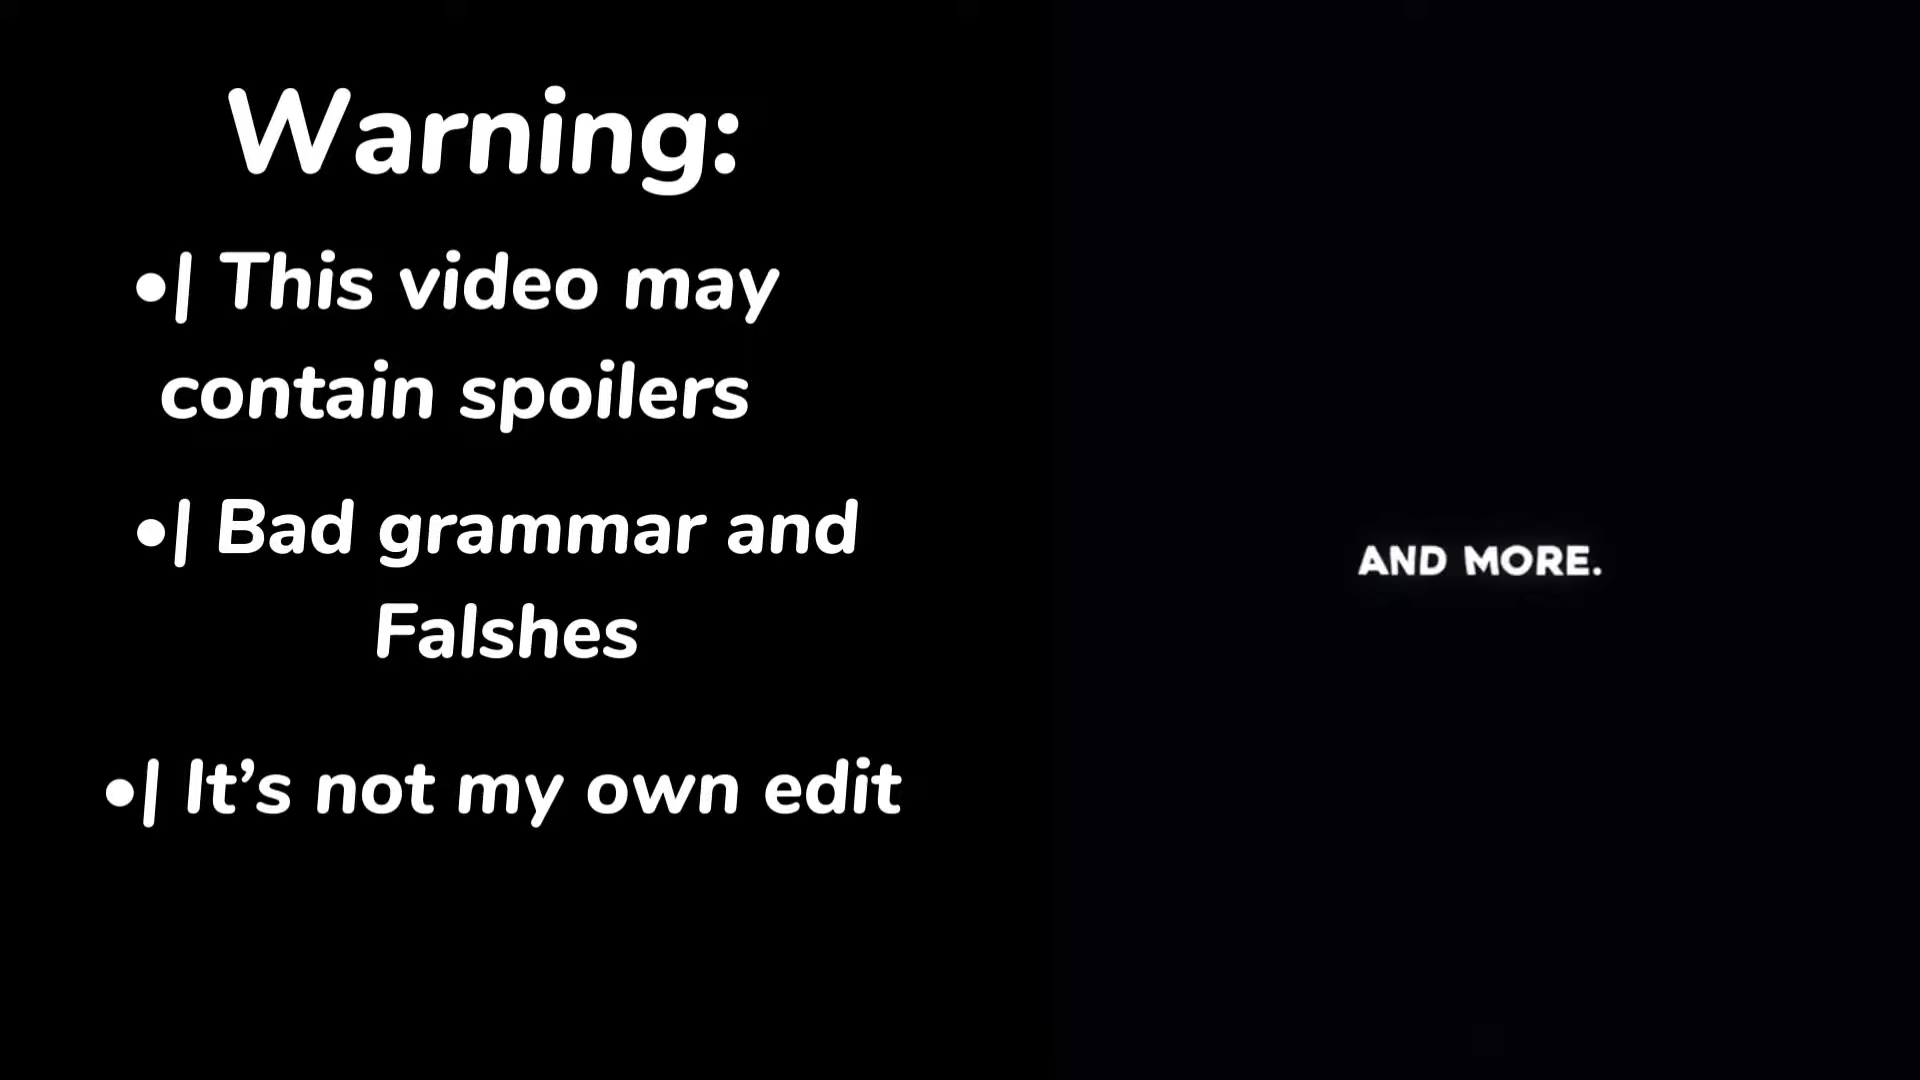 Warning:
•| This video may
contain spoilers
•| Bad grammar and
Falshes
•| It’s not my own edit
AND MORE.